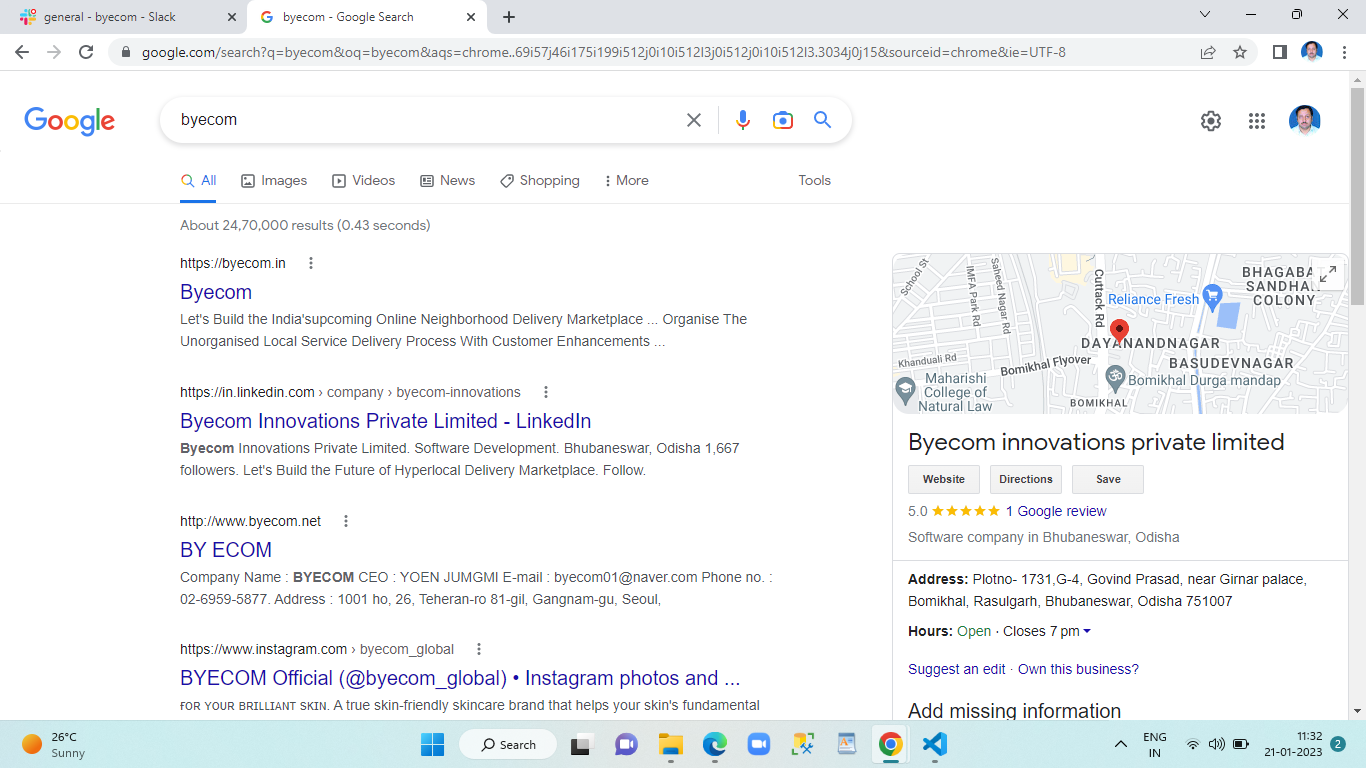 general - byecom - Slack
byecom - Google Search
google.com/search?q=byecom&oq=byecom&aqs=chrome..69i57j46i175i199i512j0i10i512l3j0i512j0i10i512l3.3034j0j15&sourceid=chrome&ie=UTF-8
Google
byecom
All
Images
Videos
News
Shopping
More
Tools
About 24,70,000 results (0.43 seconds)
https://byecom.in
Byecom
Let's Build the India'supcoming Online Neighborhood Delivery Marketplace ... Organise The
Unorganised Local Service Delivery Process With Customer Enhancements ...
https://in.linkedin.com › company › byecom-innovations
Byecom Innovations Private Limited - LinkedIn
Byecom Innovations Private Limited. Software Development. Bhubaneswar, Odisha 1,667
followers. Let's Build the Future of Hyperlocal Delivery Marketplace. Follow.
http://www.byecom.net
BY ECOM
Company Name : BYECOM CEO : YOEN JUMGMI E-mail : byecom01@naver.com Phone no. :
02-6959-5877. Address : 1001 ho, 26, Teheran-ro 81-gil, Gangnam-gu, Seoul,
https://www.instagram.com › byecom_global
BYECOM Official (@byecom_global) • Instagram photos and ...
ꜰᴏʀ ʏᴏᴜʀ ʙʀɪʟʟɪᴀɴᴛ ꜱᴋɪɴ. A true skin-friendly skincare brand that helps your skin's fundamental
School St
IMFA Park Rd
Saheed Nagar Rd
Cuttack Rd
Reliance Fresh
BHAGABA
SANDHA
COLONY
DAYANANDNAGAR
BASUDEVNAGAR
Khanduali Rd
Bomikhal Flyover
Maharishi
College of
Natural Law
Bomikhal Durga mandap
BOMIKHAL
Byecom innovations private limited
Website
Directions
Save
5.0 ★★★★★ 1 Google review
Software company in Bhubaneswar, Odisha
Address: Plotno- 1731,G-4, Govind Prasad, near Girnar palace,
Bomikhal, Rasulgarh, Bhubaneswar, Odisha 751007
Hours: Open · Closes 7 pm
Suggest an edit · Own this business?
Add missing information
26°C
Sunny
Search
ENG
IN
11:32
21-01-2023
2